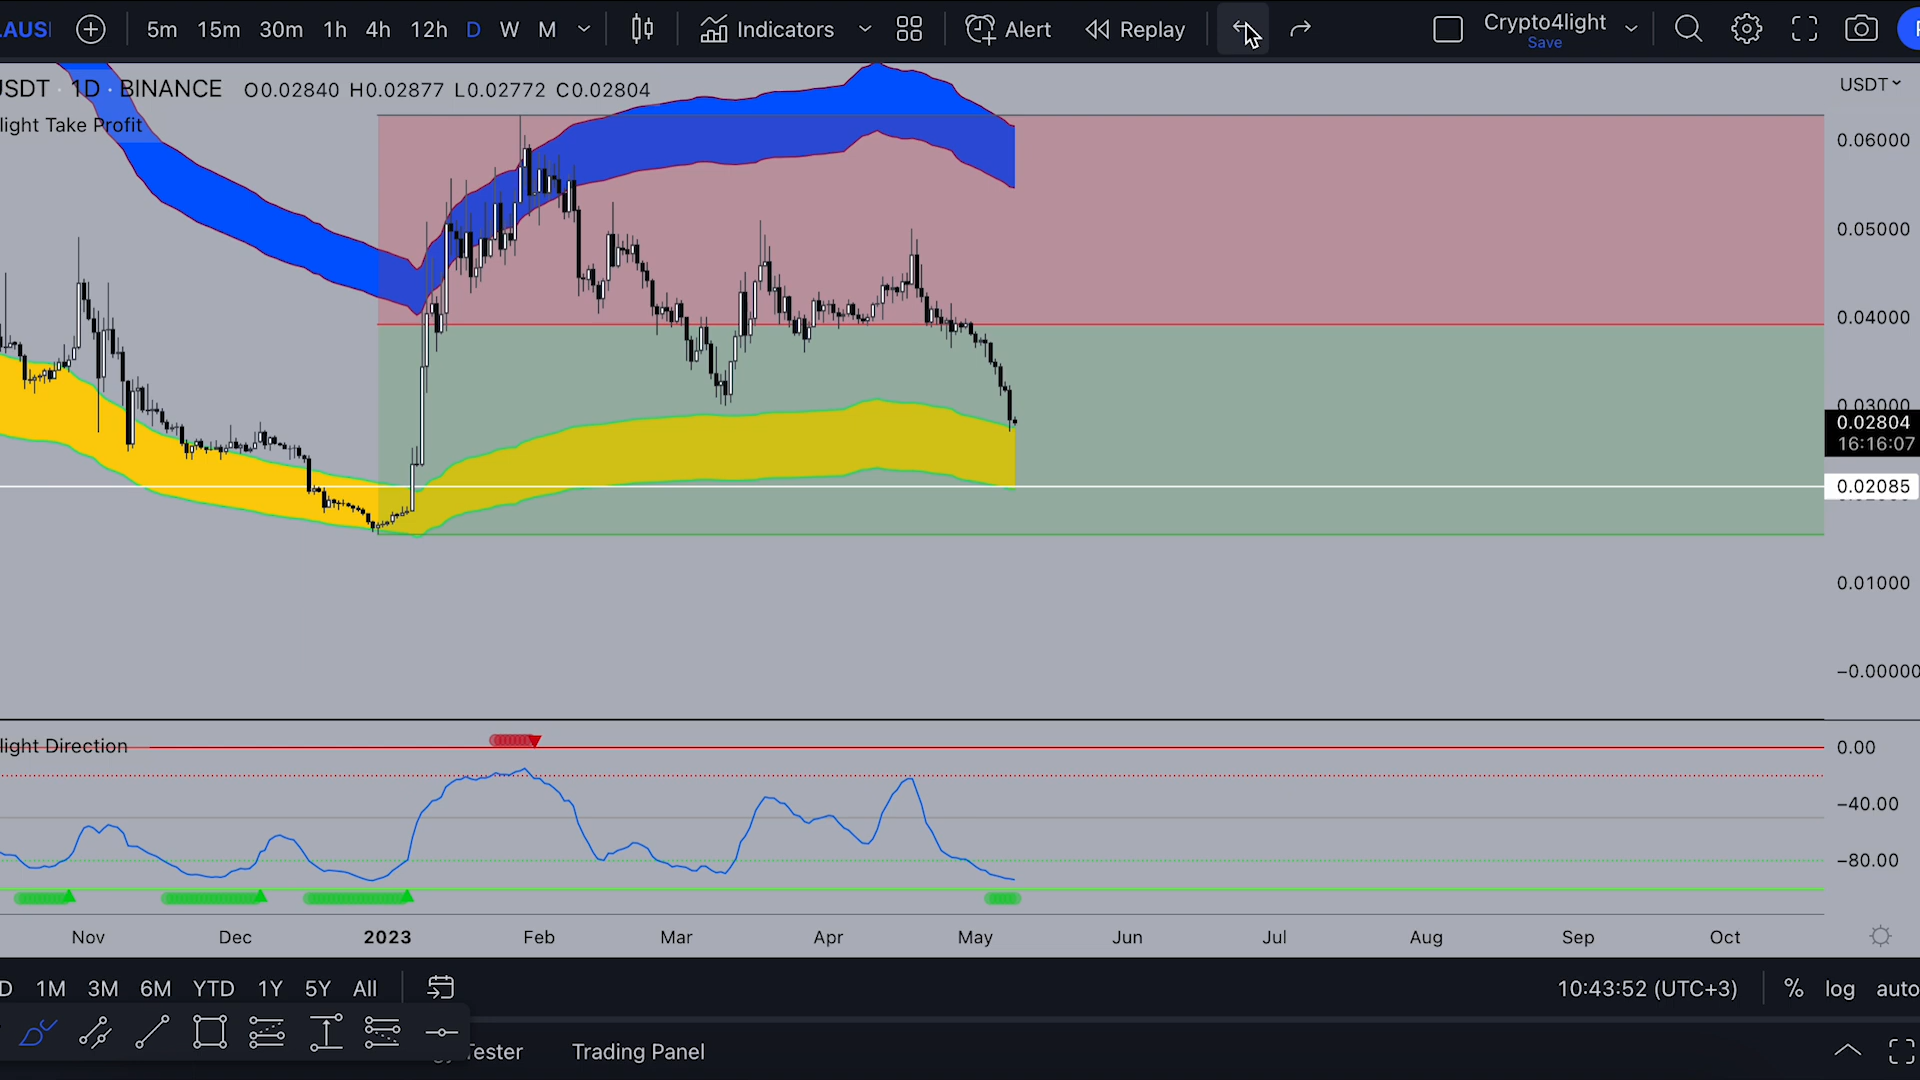 LAUS
5m 15m 30m 1h 4h 12h D W M Indicators Alert Replay Crypto4light
Save
USDT · 1D · BINANCE O0.02840 H0.02877 L0.02772 C0.02804
light Take Profit
USDT
0.06000
0.05000
0.04000
0.03000
0.02804
16:16:07
0.02085
0.01000
−0.00000
light Direction
0.00
−40.00
−80.00
Nov Dec 2023 Feb Mar Apr May Jun Jul Aug Sep Oct
D 1M 3M 6M YTD 1Y 5Y All 10:43:52 (UTC+3) % log auto
Tester Trading Panel